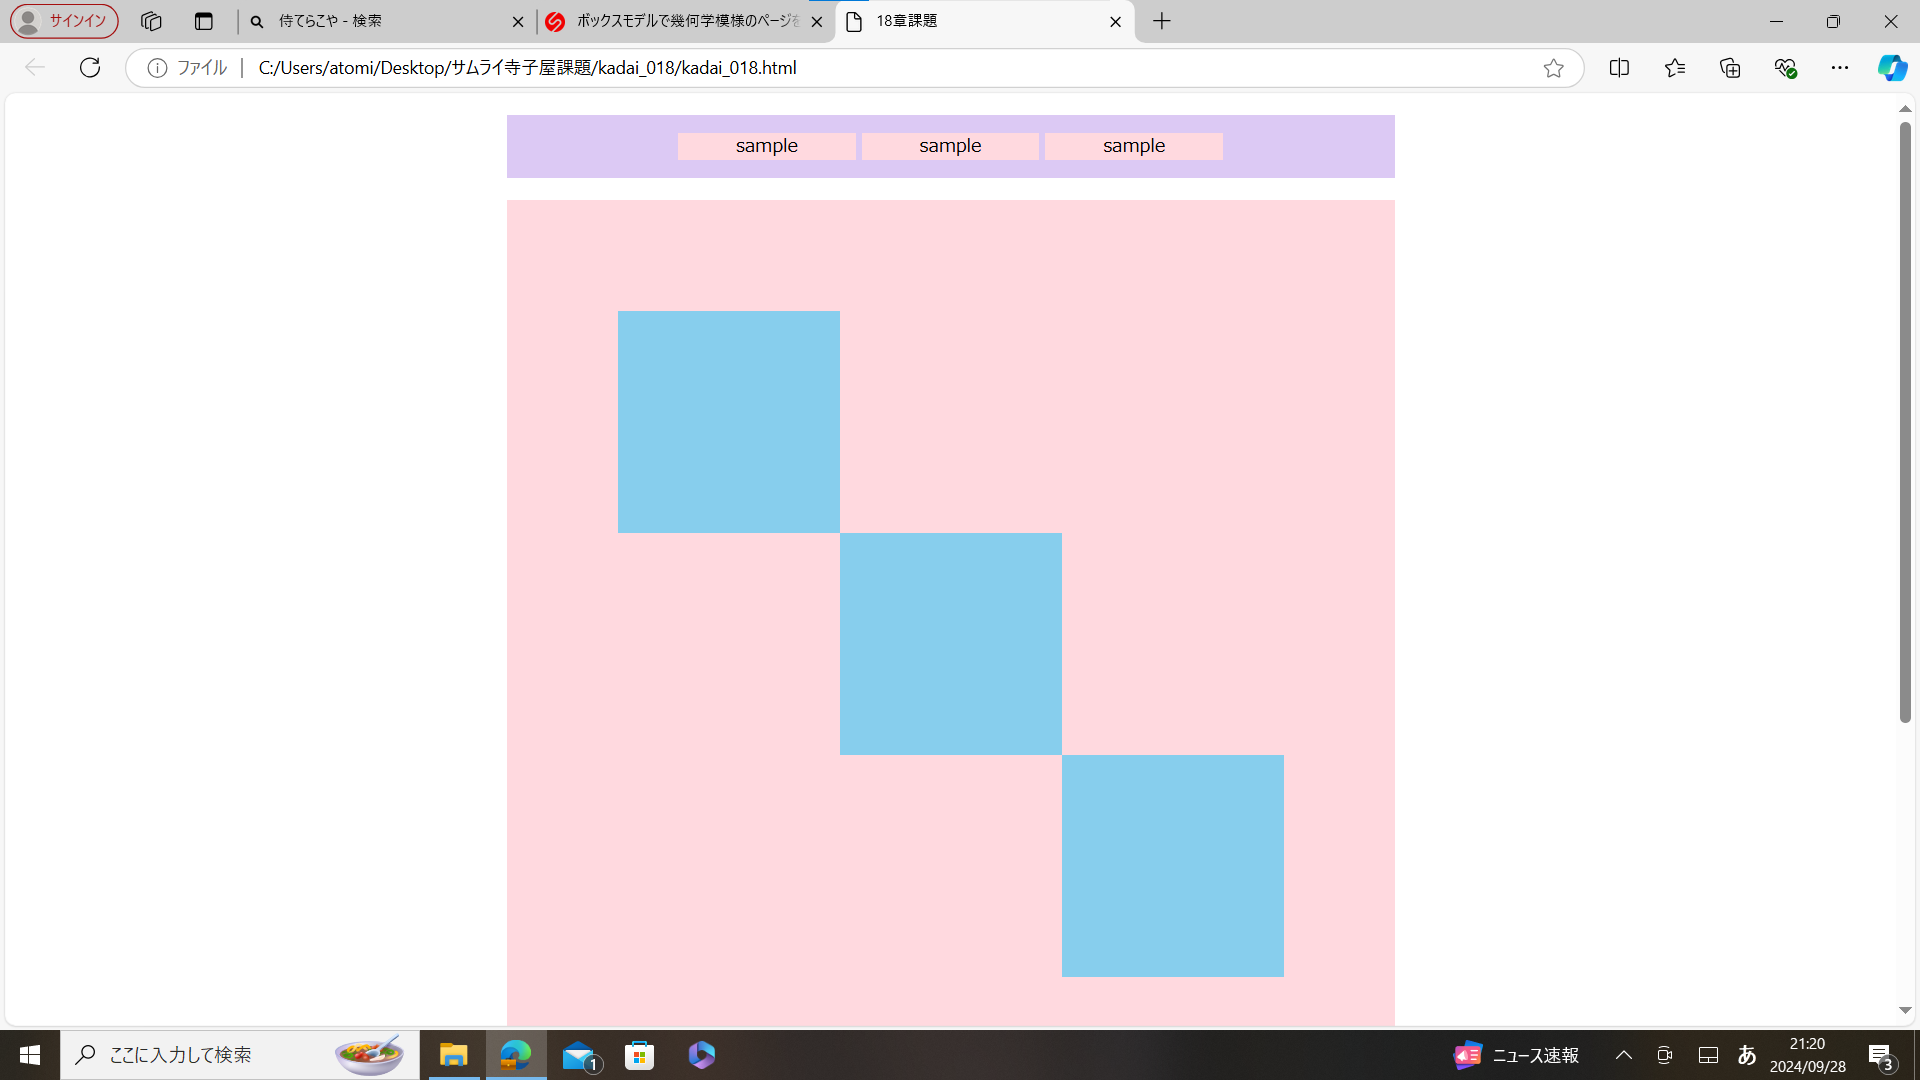 サインイン
侍てらこや - 検索
ボックスモデルで幾何学模様のページを
18章課題
ファイル
C:/Users/atomi/Desktop/サムライ寺子屋課題/kadai_018/kadai_018.html
sample sample sample
ここに入力して検索
1
ニュース速報
あ
21:20
2024/09/28
3